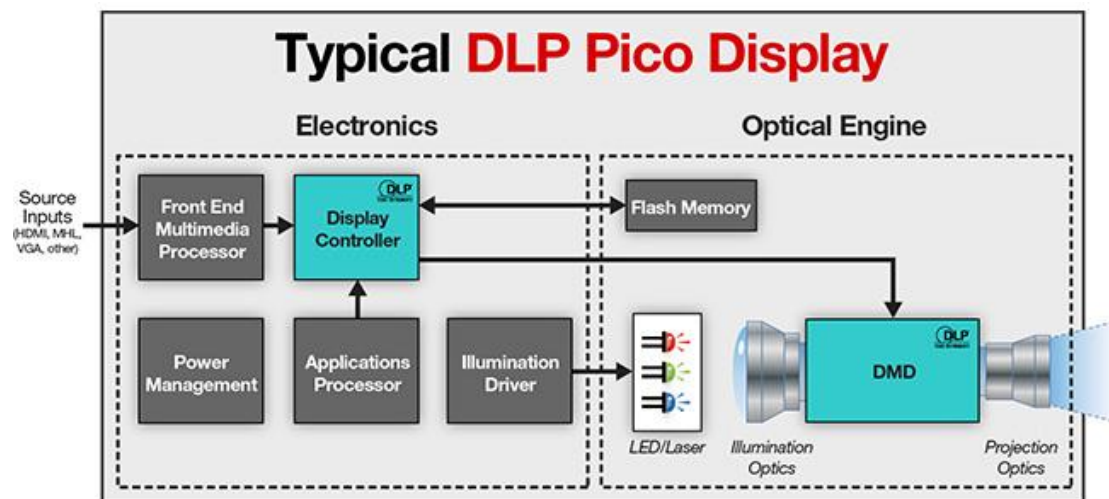 Typical DLP Pico Display
Electronics
Optical Engine
Source
Inputs
(HDMI, MHL,
VGA, other)
Front End
Multimedia
Processor
DLP
Display
Controller
Flash Memory
Power
Management
Applications
Processor
Illumination
Driver
LED/Laser
Illumination
Optics
DLP
DMD
Projection
Optics